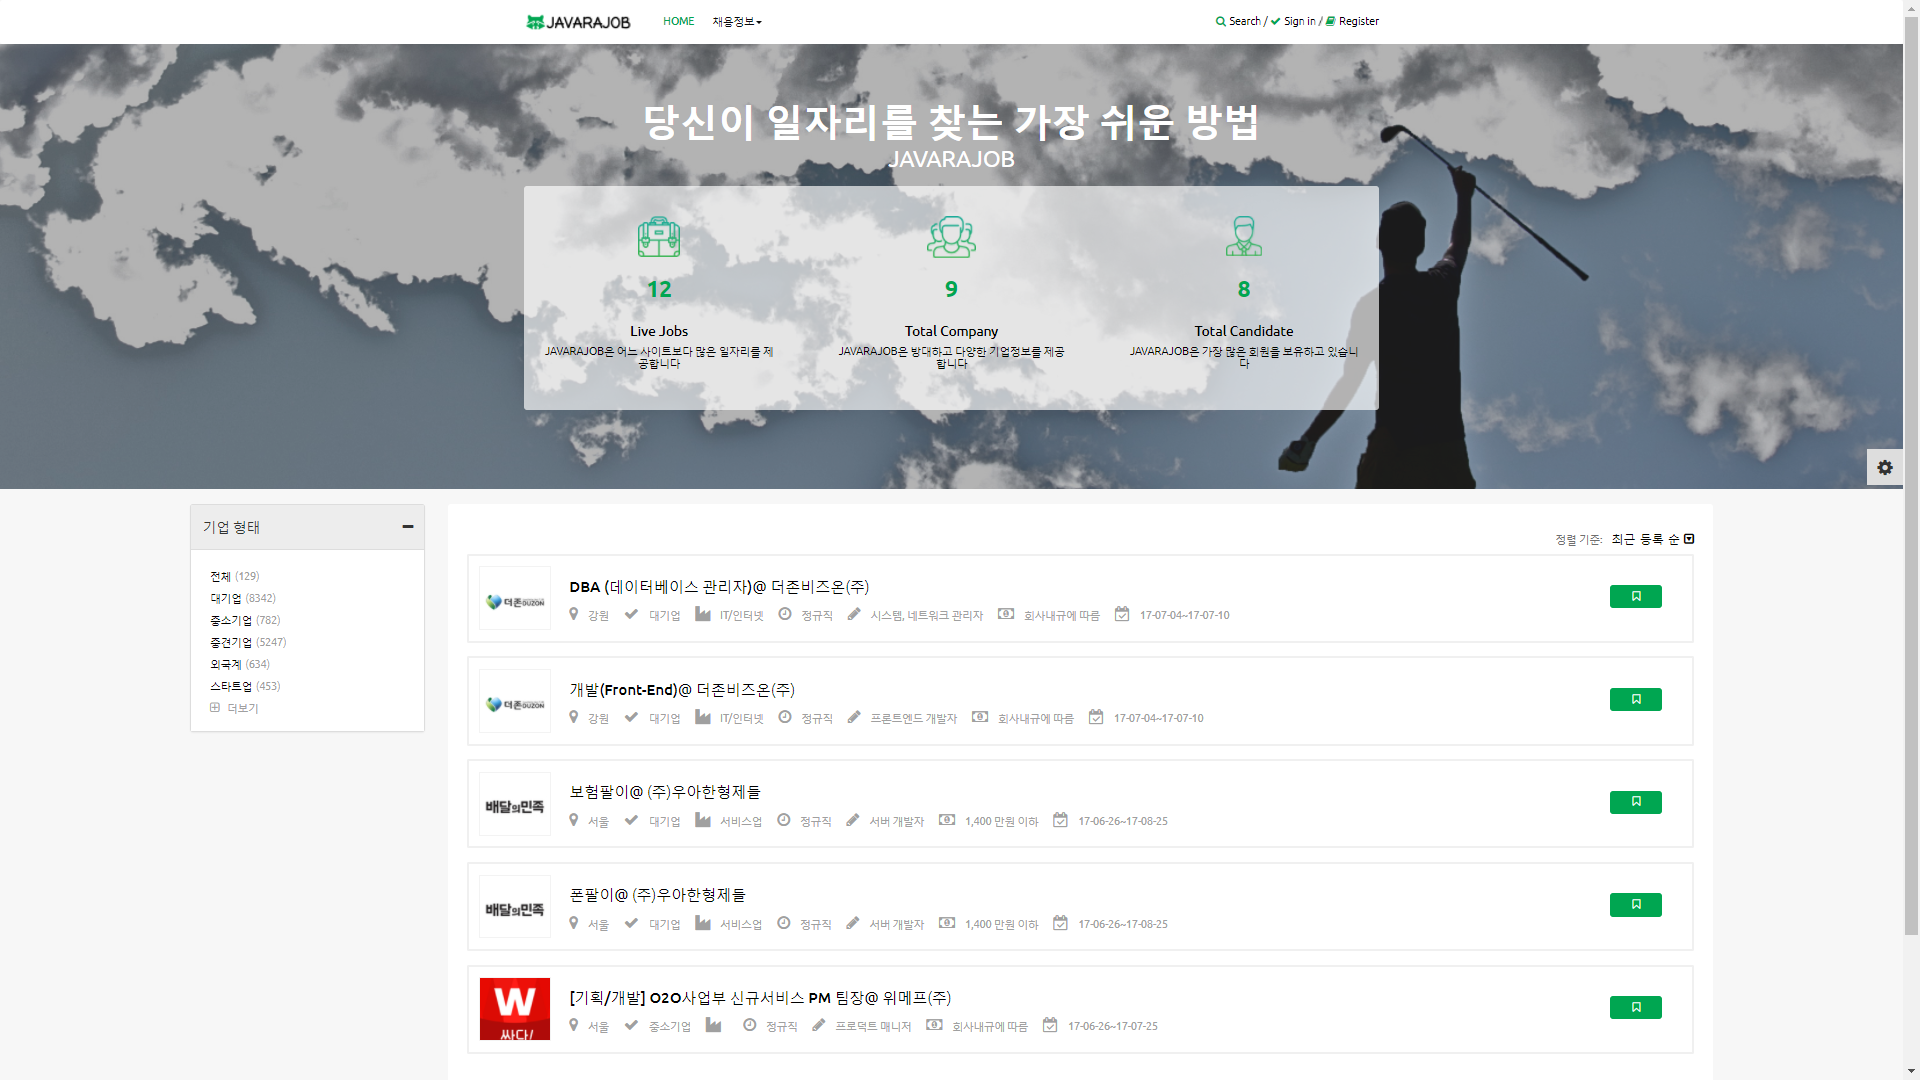 JAVARAJOB
HOME
채용정보
Search / Sign in / Register
당신이 일자리를 찾는 가장 쉬운 방법
JAVARAJOB
12
Live Jobs
JAVARAJOB은 어느 사이트보다 많은 일자리를 제
공합니다
9
Total Company
JAVARAJOB은 방대하고 다양한 기업정보를 제공
합니다
8
Total Candidate
JAVARAJOB은 가장 많은 회원을 보유하고 있습니
다
기업 형태
전체 (129)
대기업 (8342)
중소기업 (782)
중견기업 (5247)
외국계 (634)
스타트업 (453)
더보기
정렬 기준: 최근 등록 순
더존 DUZON
DBA (데이터베이스 관리자)@ 더존비즈온(주)
강원 대기업 IT/인터넷 정규직 시스템, 네트워크 관리자 회사내규에 따름 17-07-04~17-07-10
더존 DUZON
개발(Front-End)@ 더존비즈온(주)
강원 대기업 IT/인터넷 정규직 프론트엔드 개발자 회사내규에 따름 17-07-04~17-07-10
배달의민족
보험팔이@ (주)우아한형제들
서울 대기업 서비스업 정규직 서버 개발자 1,400 만원 이하 17-06-26~17-08-25
배달의민족
폰팔이@ (주)우아한형제들
서울 대기업 서비스업 정규직 서버 개발자 1,400 만원 이하 17-06-26~17-08-25
W
싸다!
[기획/개발] O2O사업부 신규서비스 PM 팀장@ 위메프(주)
서울 중소기업 정규직 프로덕트 매니저 회사내규에 따름 17-06-26~17-07-25